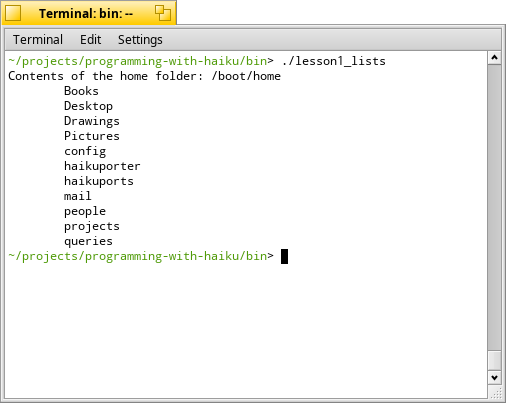 Terminal: bin: --
Terminal Edit Settings
~/projects/programming-with-haiku/bin> ./lesson1_lists
Contents of the home folder: /boot/home
Books
Desktop
Drawings
Pictures
config
haikuporter
haikuports
mail
people
projects
queries
~/projects/programming-with-haiku/bin>